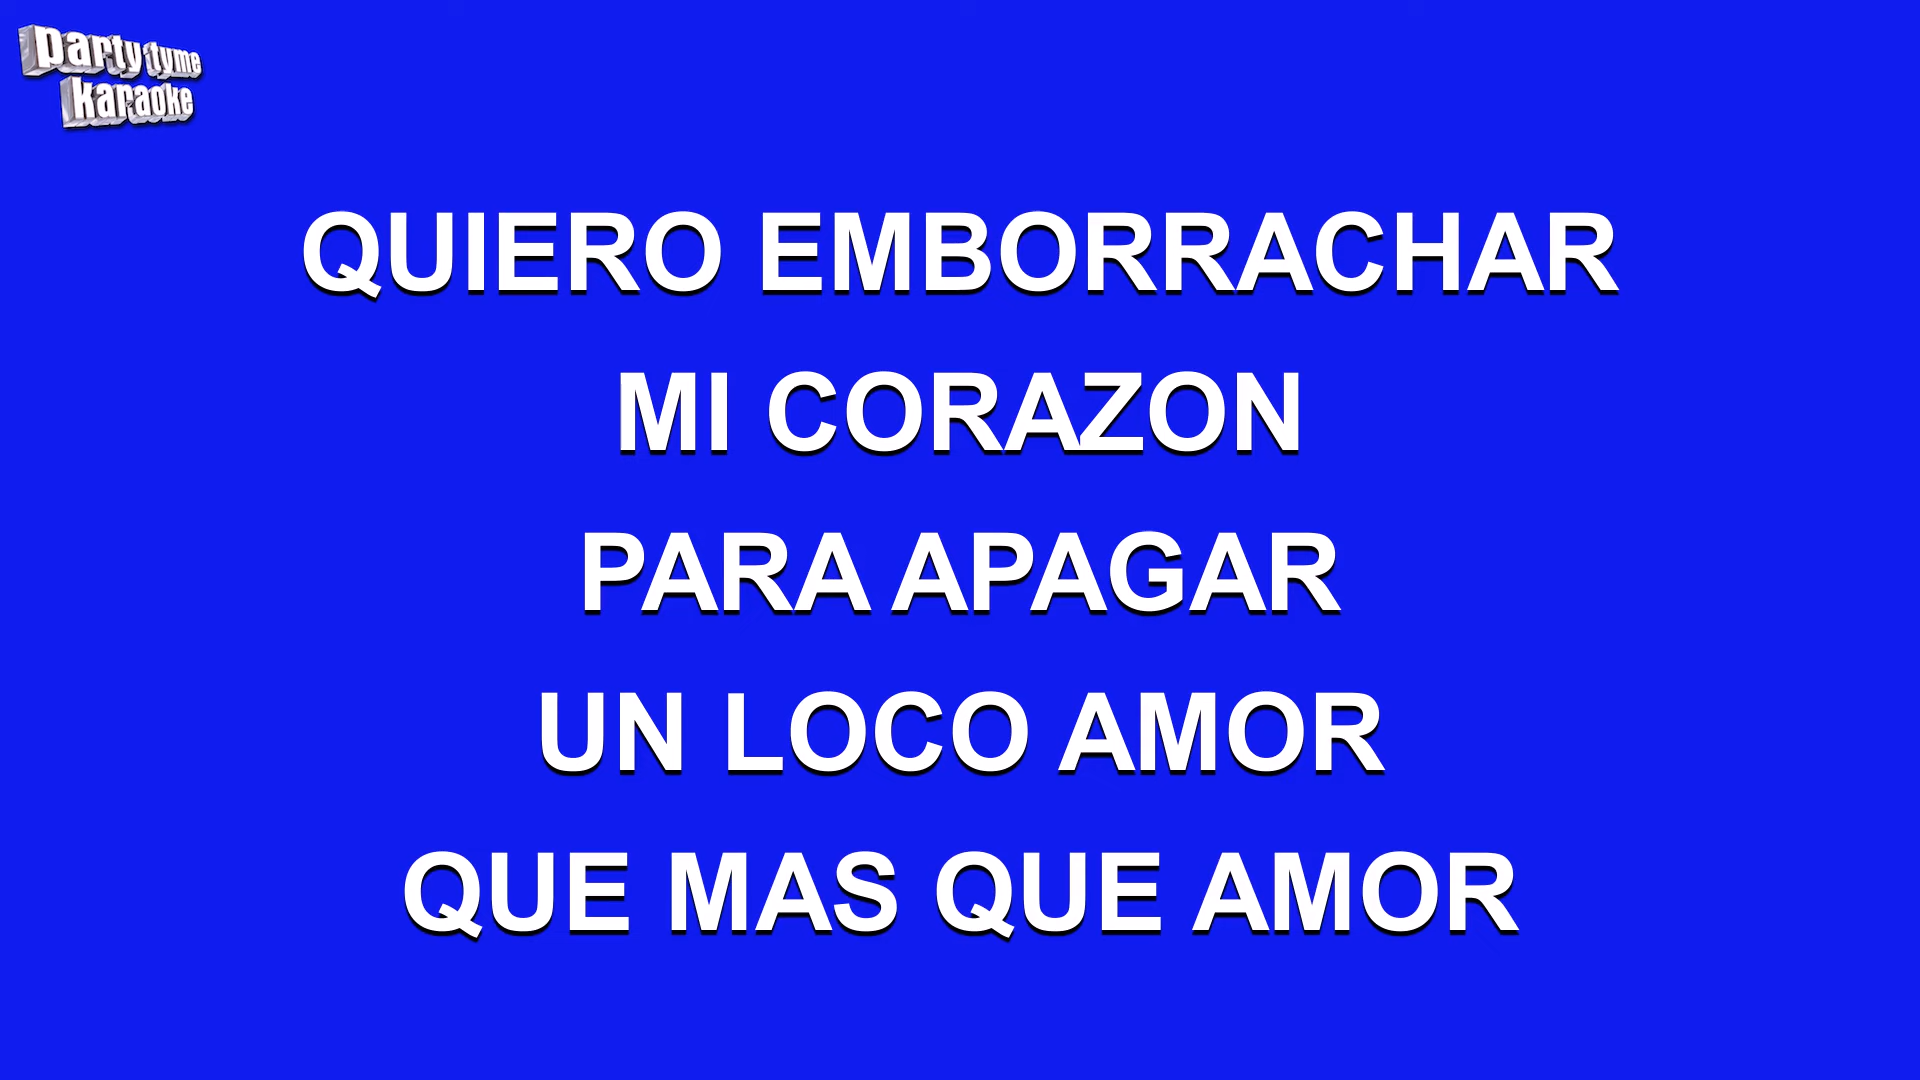 party tyme
karaoke
QUIERO EMBORRACHAR
MI CORAZON
PARA APAGAR
UN LOCO AMOR
QUE MAS QUE AMOR